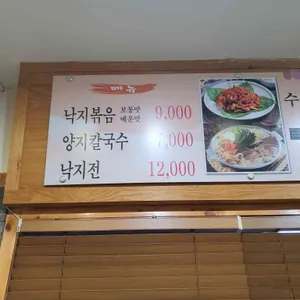 메뉴
낙지볶음 보통맛 매운맛 9,000
양지칼국수 7,000
낙지전 12,000
수